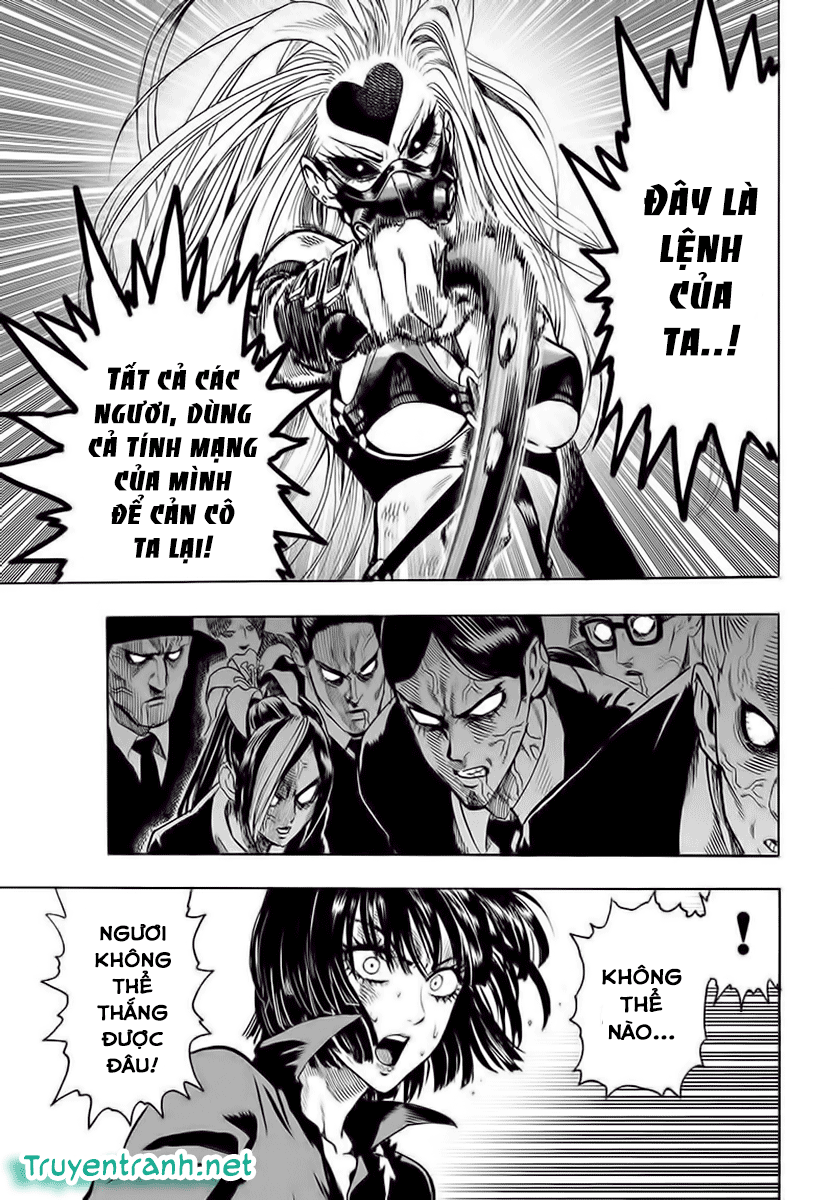 ĐÂY LÀ
LỆNH
CỦA
TA..!
TẤT CẢ CÁC
NGƯƠI, DÙNG
CẢ TÍNH MẠNG
CỦA MÌNH
ĐỂ CẢN CÔ
TA LẠI!
!
KHÔNG
THỂ
NÀO...
NGƯƠI
KHÔNG
THỂ
THẮNG
ĐƯỢC
ĐÂU!
Truyentranh.net